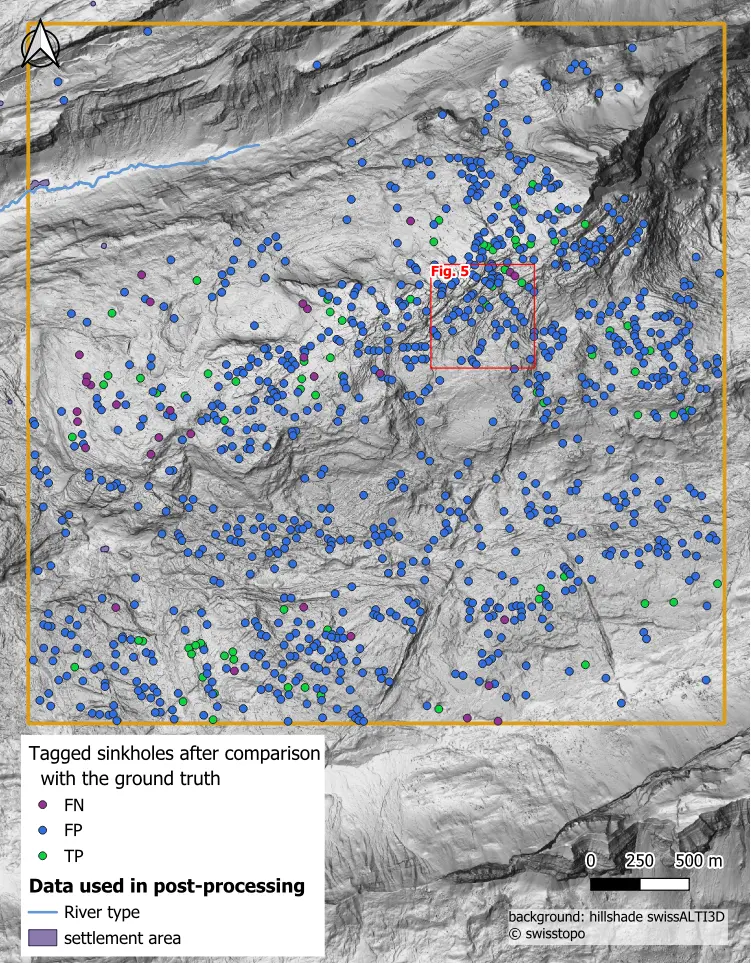 Fig. 5
Tagged sinkholes after comparison
with the ground truth
FN
FP
TP
Data used in post-processing
River type
settlement area
0 250 500 m
background: hillshade swissALTI3D
© swisstopo